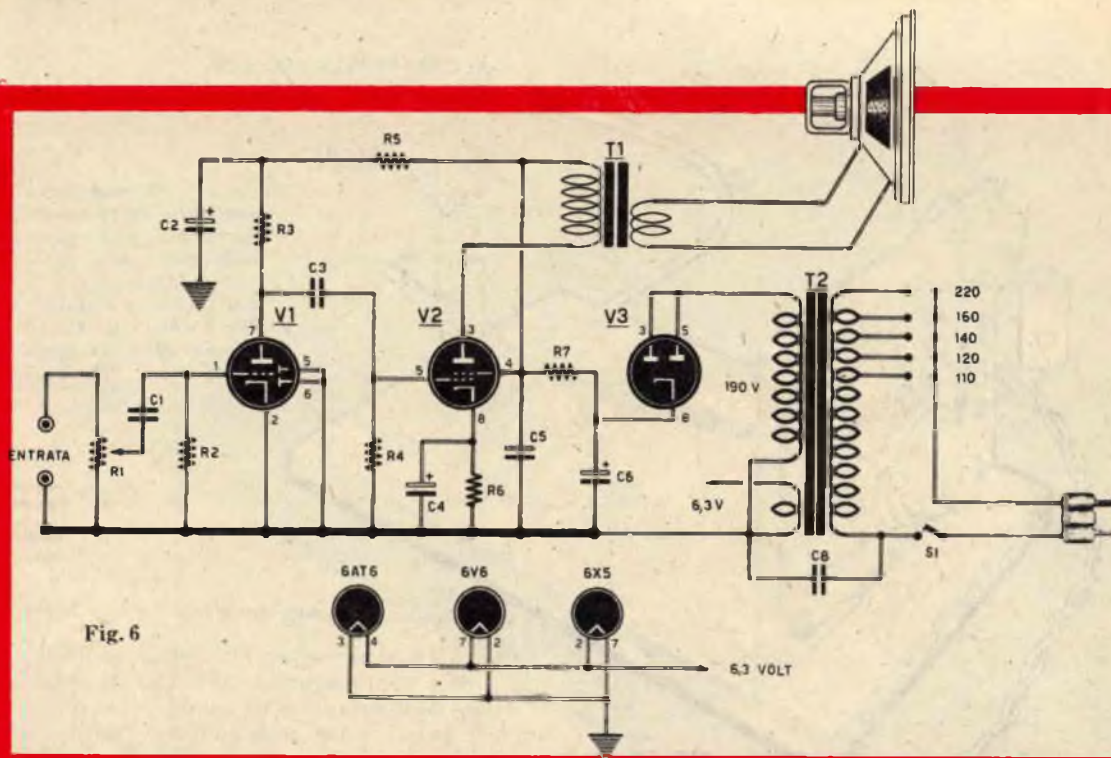 T1
R5
C2
+
R3
C3
V1
V2
V3
T2
220
160
140
120
110
7
3
3
5
1
5
6
5
4
R7
190 V
C1
2
8
8
ENTRATA
R1
R2
R4
C4
+
R6
C5
C6
+
6,3 V
S1
C8
6AT6
6V6
6X5
3
4
7
2
2
7
6,3 VOLT
Fig. 6